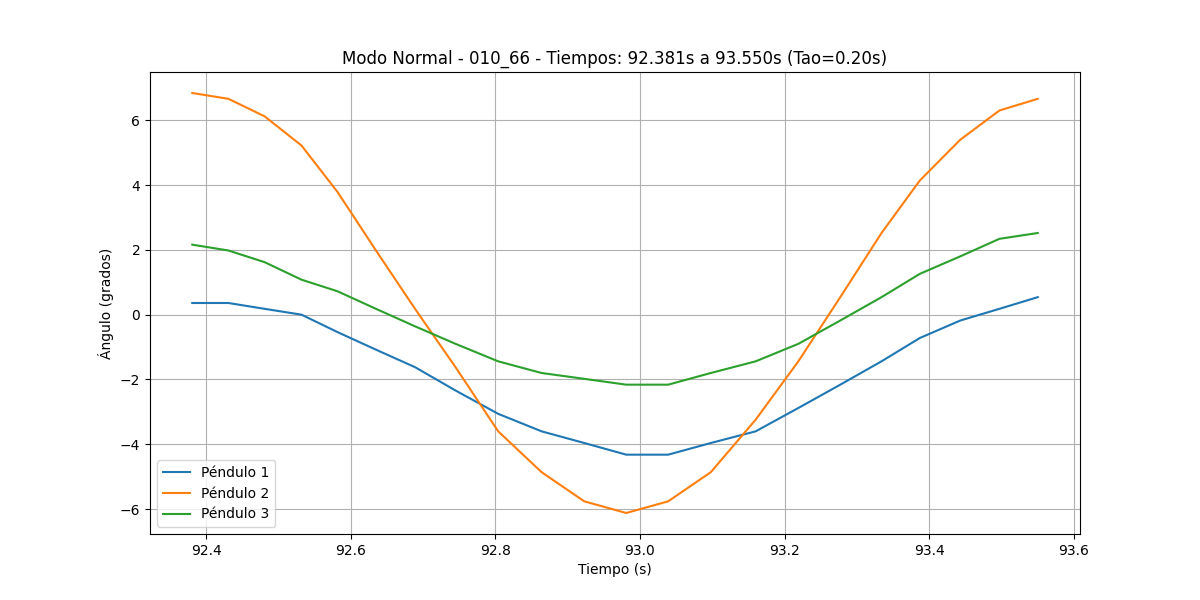 Modo Normal - 010_66 - Tiempos: 92.381s a 93.550s (Tao=0.20s)
Ángulo (grados)
6
4
2
0
−2
−4
−6
Péndulo 1
Péndulo 2
Péndulo 3
92.4 92.6 92.8 93.0 93.2 93.4 93.6
Tiempo (s)